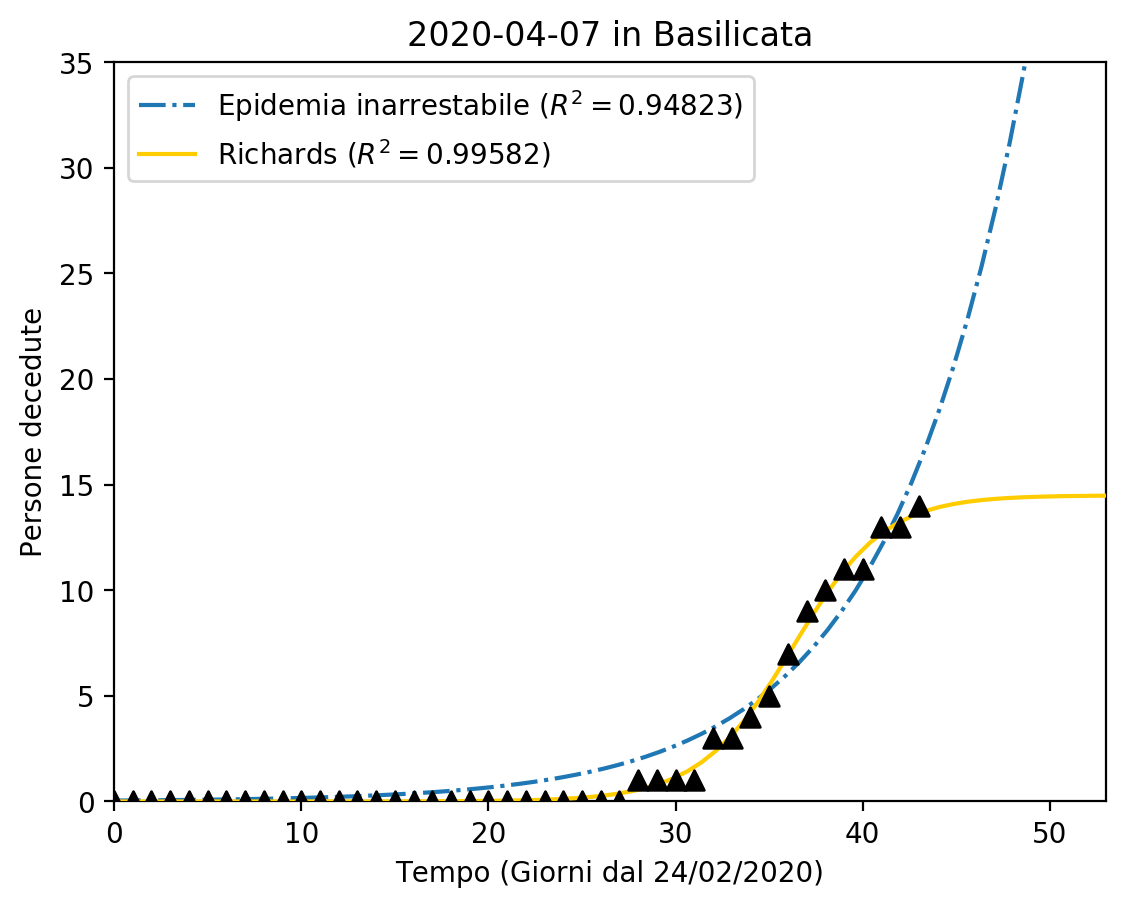 2020-04-07 in Basilicata
Epidemia inarrestabile (R² = 0.94823)
Richards (R² = 0.99582)
Persone decedute
35
30
25
20
15
10
5
0
0 10 20 30 40 50
Tempo (Giorni dal 24/02/2020)